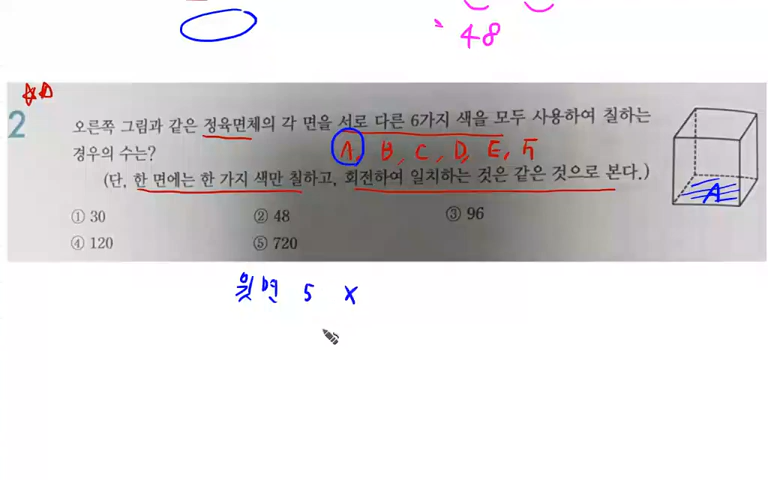 48
2
오른쪽 그림과 같은 정육면체의 각 면을 서로 다른 6가지 색을 모두 사용하여 칠하는
경우의 수는?
A, B, C, D, E, F
(단, 한 면에는 한 가지 색만 칠하고, 회전하여 일치하는 것은 같은 것으로 본다.)
A
① 30 ② 48 ③ 96
④ 120 ⑤ 720
윗면 5 x